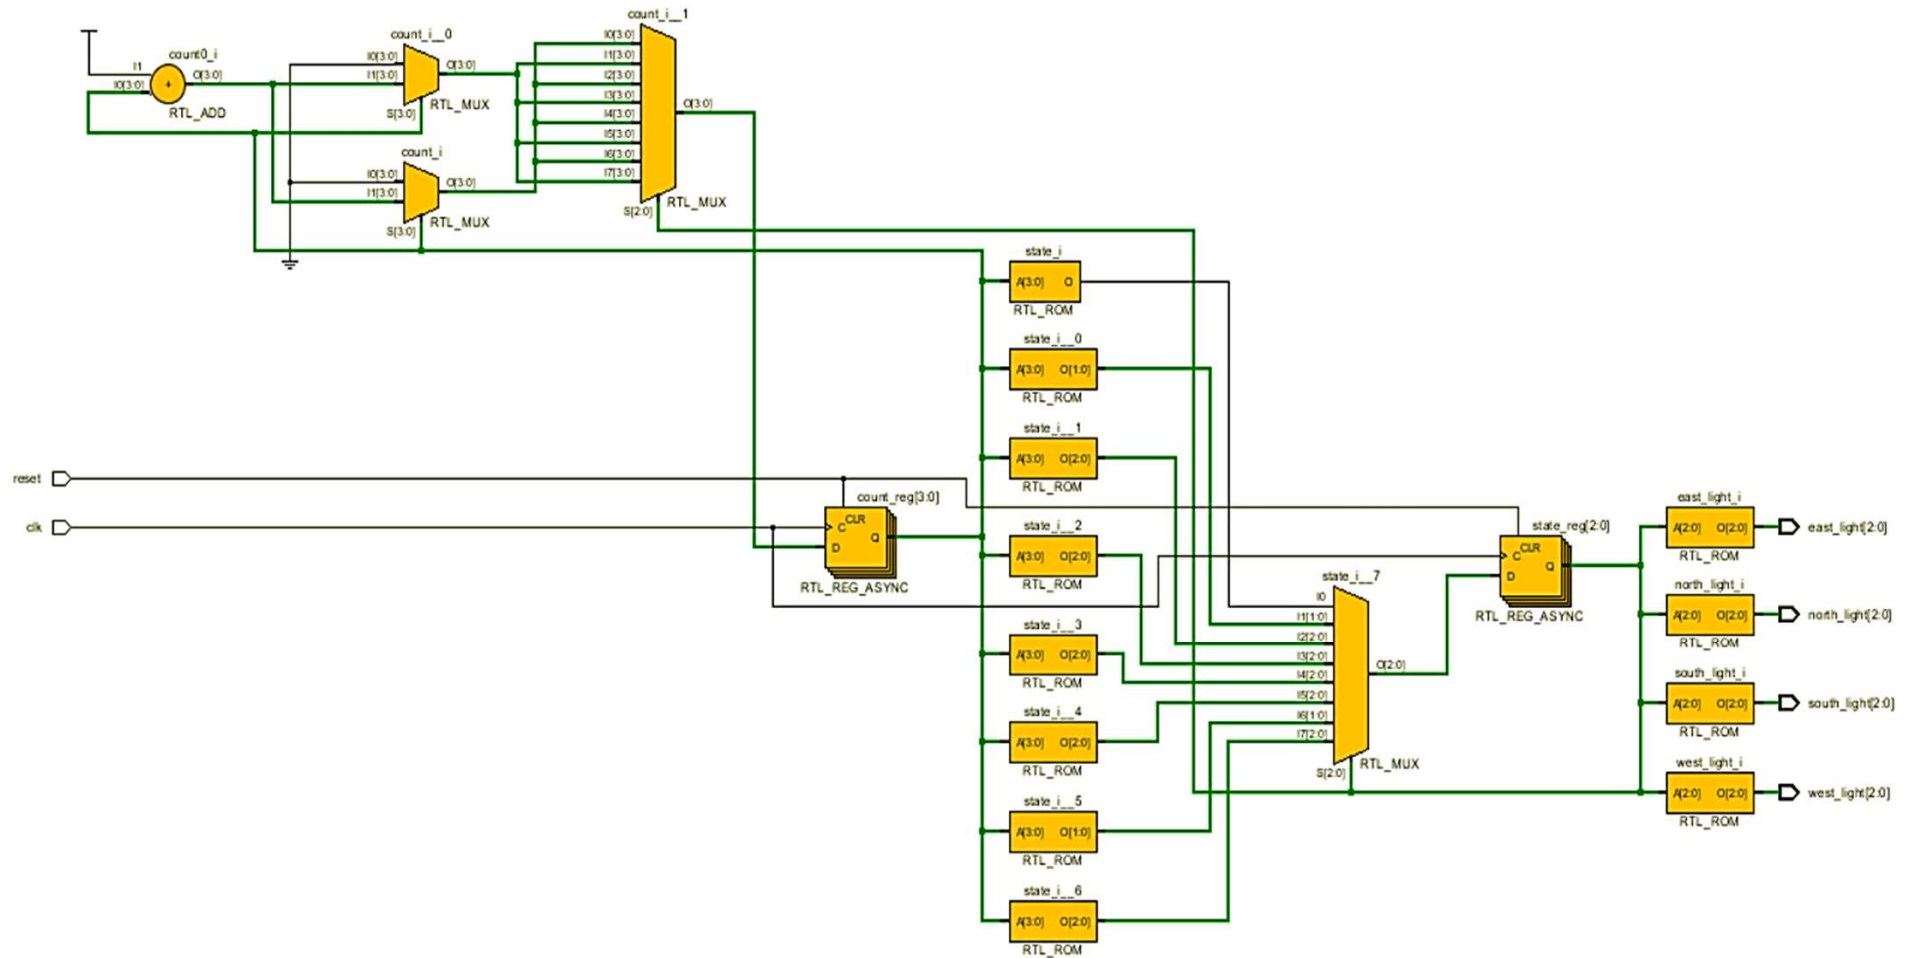 count_i__1
I0[3:0]
I1[3:0]
I2[3:0]
I3[3:0]
I4[3:0]
I5[3:0]
I6[3:0]
I7[3:0]
O[3:0]
S[2:0]
RTL_MUX
count_i__0
I0[3:0]
I1[3:0]
O[3:0]
S[3:0]
RTL_MUX
count0_i
I1
I0[3:0]
+
O[3:0]
RTL_ADD
count_i
I0[3:0]
I1[3:0]
O[3:0]
S[3:0]
RTL_MUX
state_i
A[3:0] O
RTL_ROM
state_i__0
A[3:0] O[1:0]
RTL_ROM
state_i__1
A[3:0] O[2:0]
RTL_ROM
reset
clk
count_reg[3:0]
CLR
C
D
Q
RTL_REG_ASYNC
state_i__2
A[3:0] O[2:0]
RTL_ROM
state_i__3
A[3:0] O[2:0]
RTL_ROM
state_i__4
A[3:0] O[2:0]
RTL_ROM
state_i__5
A[3:0] O[1:0]
RTL_ROM
state_i__6
A[3:0] O[2:0]
RTL_ROM
state_i__7
I0
I1[1:0]
I2[2:0]
I3[2:0]
I4[2:0]
I5[2:0]
I6[1:0]
I7[2:0]
O[2:0]
S[2:0]
RTL_MUX
state_reg[2:0]
CLR
C
D
Q
RTL_REG_ASYNC
east_light_i
A[2:0] O[2:0]
east_light[2:0]
RTL_ROM
north_light_i
A[2:0] O[2:0]
north_light[2:0]
RTL_ROM
south_light_i
A[2:0] O[2:0]
south_light[2:0]
RTL_ROM
west_light_i
A[2:0] O[2:0]
west_light[2:0]
RTL_ROM